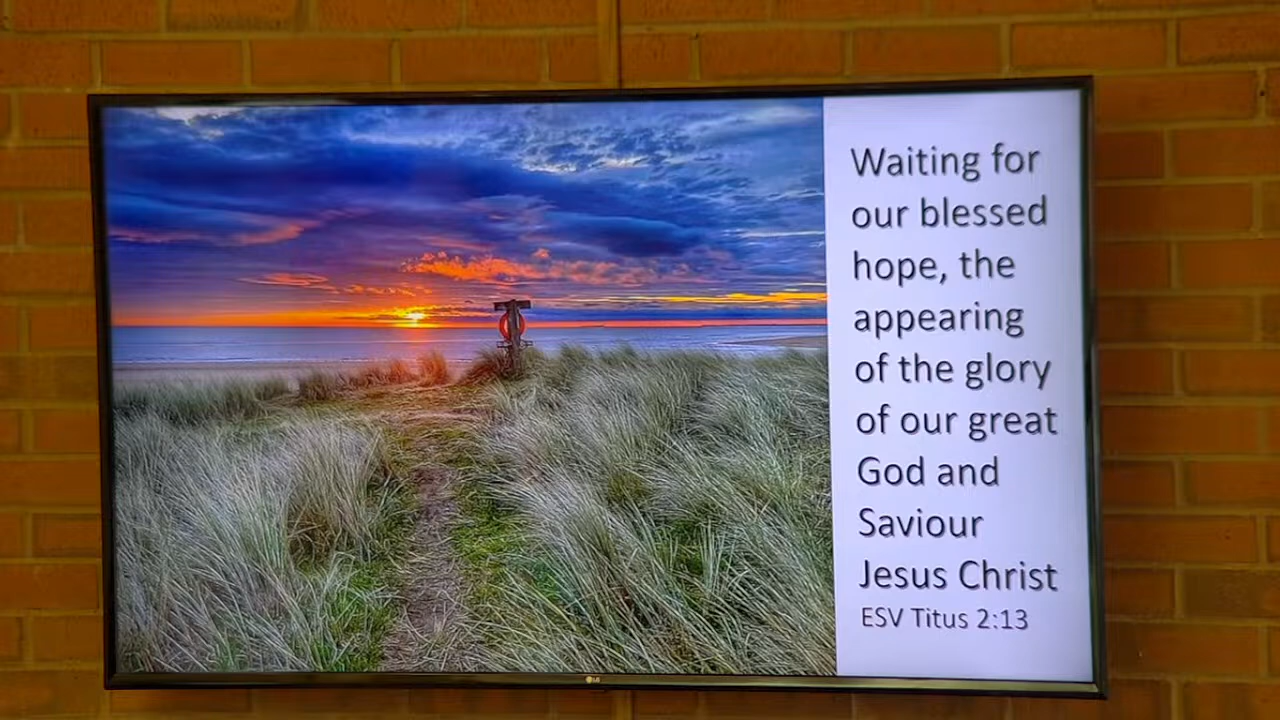 Waiting for
our blessed
hope, the
appearing
of the glory
of our great
God and
Saviour
Jesus Christ
ESV Titus 2:13
LG